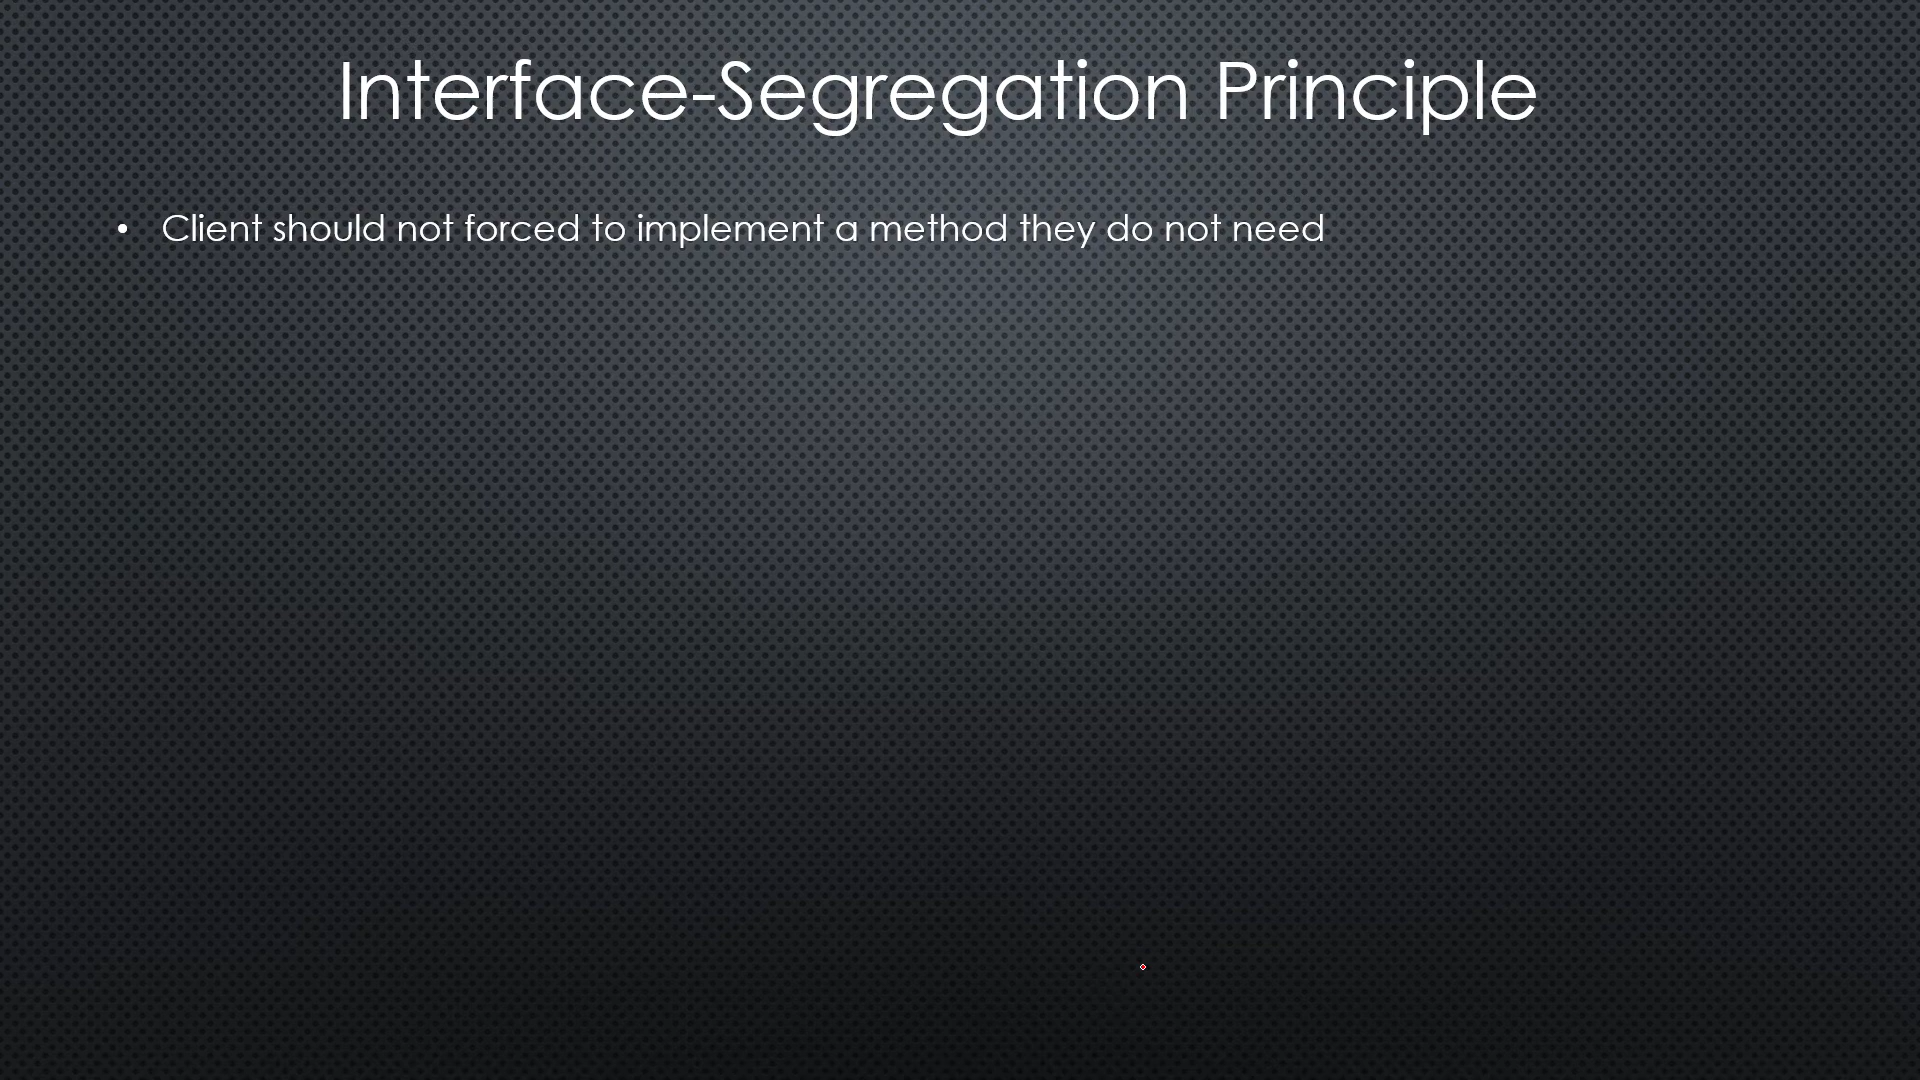 Interface-Segregation Principle
• Client should not forced to implement a method they do not need